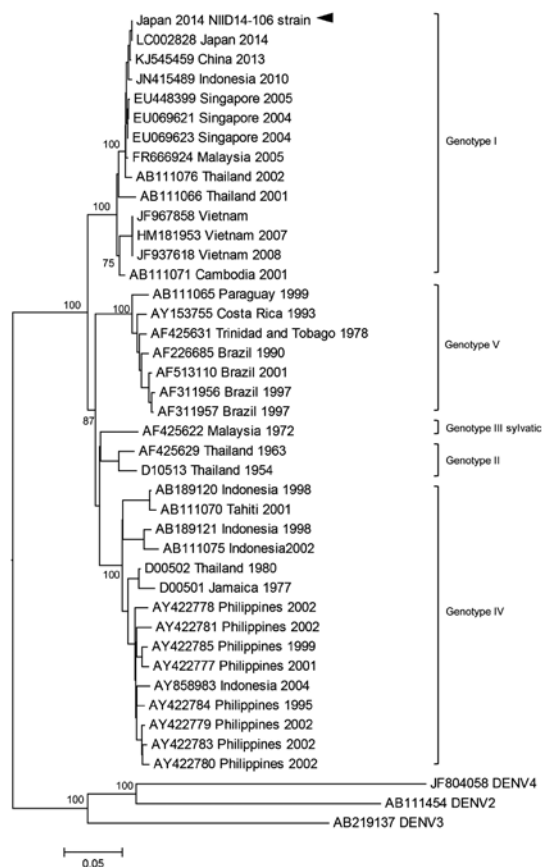 Japan 2014 NIID14-106 strain
LC002828 Japan 2014
KJ545459 China 2013
JN415489 Indonesia 2010
EU448399 Singapore 2005
EU069621 Singapore 2004
EU069623 Singapore 2004
100
FR666924 Malaysia 2005
AB111076 Thailand 2002
AB111066 Thailand 2001
100
JF967858 Vietnam
HM181953 Vietnam 2007
JF937618 Vietnam 2008
75
AB111071 Cambodia 2001
Genotype I
AB111065 Paraguay 1999
100
100
AY153755 Costa Rica 1993
AF425631 Trinidad and Tobago 1978
AF226685 Brazil 1990
AF513110 Brazil 2001
AF311956 Brazil 1997
AF311957 Brazil 1997
Genotype V
87
AF425622 Malaysia 1972
Genotype III sylvatic
AF425629 Thailand 1963
D10513 Thailand 1954
Genotype II
AB189120 Indonesia 1998
AB111070 Tahiti 2001
AB189121 Indonesia 1998
AB111075 Indonesia2002
100
D00502 Thailand 1980
D00501 Jamaica 1977
AY422778 Philippines 2002
AY422781 Philippines 2002
AY422785 Philippines 1999
AY422777 Philippines 2001
AY858983 Indonesia 2004
AY422784 Philippines 1995
AY422779 Philippines 2002
AY422783 Philippines 2002
AY422780 Philippines 2002
Genotype IV
100
JF804058 DENV4
100
AB111454 DENV2
AB219137 DENV3
0.05